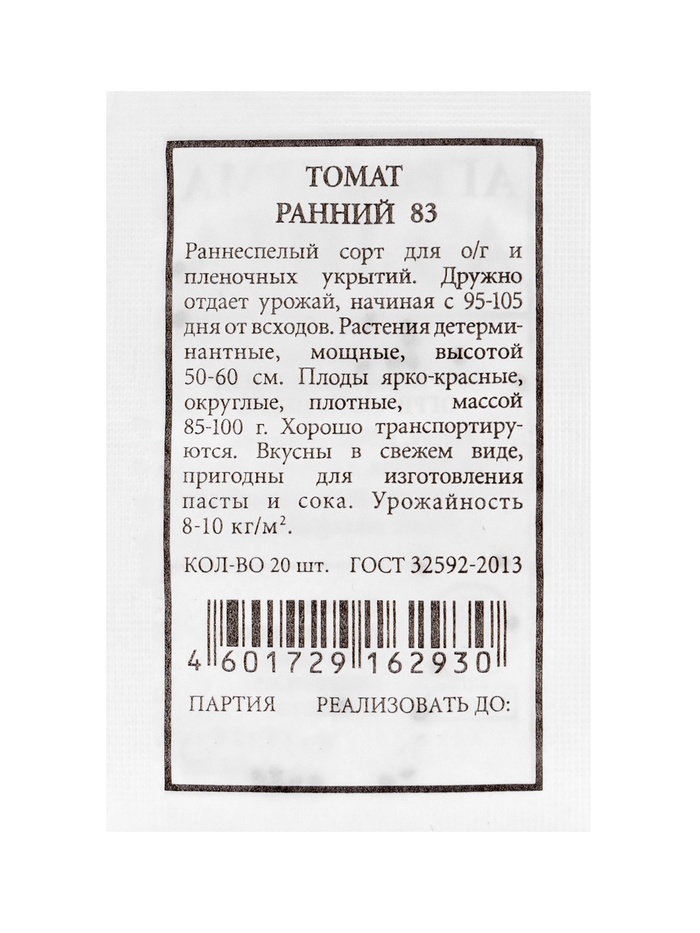 ТОМАТ
РАННИЙ 83
Раннеспелый сорт для о/г и
пленочных укрытий. Дружно
отдает урожай, начиная с 95-105
дня от всходов. Растения детерми-
нантные, мощные, высотой
50-60 см. Плоды ярко-красные,
округлые, плотные, массой
85-100 г. Хорошо транспортиру-
ются. Вкусны в свежем виде,
пригодны для изготовления
пасты и сока. Урожайность
8-10 кг/м².
КОЛ-ВО 20 шт. ГОСТ 32592-2013
4 601729 162930
ПАРТИЯ РЕАЛИЗОВАТЬ ДО: